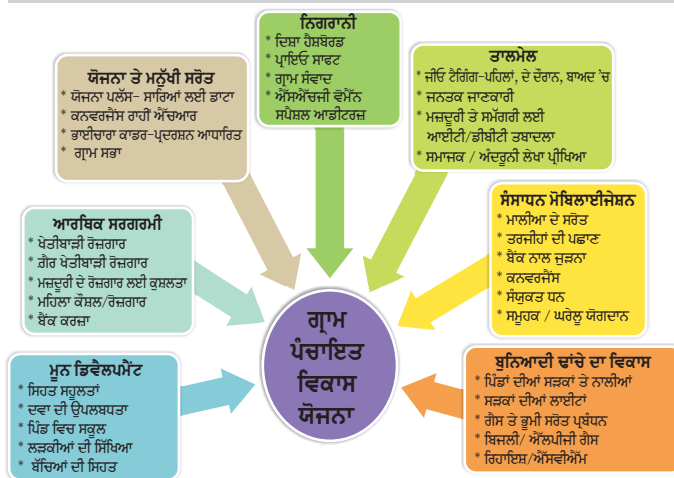 ਨਿਗਰਾਨੀ
* ਦਿਸ਼ਾ ਹੈਸ਼ਬੋਰਡ
* ਪ੍ਰਾਇਓ ਸਾਫਟ
* ਗ੍ਰਾਮ ਸੰਵਾਦ
* ਐੱਸਐੱਚਜੀ ਵੋਮੈੱਨ
ਸਪੈਸ਼ਲ ਆਡੀਟਰਜ਼
ਯੋਜਨਾ ਤੇ ਮਨੁੱਖੀ ਸਰੋਤ
* ਯੋਜਨਾ ਪਲੱਸ– ਸਾਰਿਆਂ ਲਈ ਡਾਟਾ
* ਕਨਵਰਜੈਂਸ ਰਾਹੀਂ ਐੱਚਆਰ
* ਭਾਈਚਾਰਾ ਕਾਡਰ–ਪ੍ਰਦਰਸ਼ਨ ਆਧਾਰਿਤ
* ਗ੍ਰਾਮ ਸਭਾ
ਤਾਲਮੇਲ
* ਜੀਓ ਟੈਗਿੰਗ–ਪਹਿਲਾਂ, ਦੇ ਦੌਰਾਨ, ਬਾਅਦ ’ਚ
* ਜਨਤਕ ਜਾਣਕਾਰੀ
* ਮਜ਼ਦੂਰੀ ਤੇ ਸਮੱਗਰੀ ਲਈ
ਆਈਟੀ/ਡੀਬੀਟੀ ਤਬਾਦਲਾ
* ਸਮਾਜਕ / ਅੰਦਰੂਨੀ ਲੇਖਾ ਪ੍ਰੀਖਿਆ
ਆਰਥਿਕ ਸਰਗਰਮੀ
* ਖੇਤੀਬਾੜੀ ਰੋਜ਼ਗਾਰ
* ਗ਼ੈਰ ਖੇਤੀਬਾੜੀ ਰੋਜ਼ਗਾਰ
* ਮਜ਼ਦੂਰੀ ਦੇ ਰੋਜ਼ਗਾਰ ਲਈ ਕੁਸ਼ਲਤਾ
* ਮਹਿਲਾ ਕੌਸ਼ਲ/ਰੋਜ਼ਗਾਰ
* ਬੈਂਕ ਕਰਜ਼ਾ
ਸੰਸਾਧਨ ਮੋਬਿਲਾਈਜੇਸ਼ਨ
* ਮਾਲੀਆ ਦੇ ਸਰੋਤ
* ਤਰਜੀਹਾਂ ਦੀ ਪਛਾਣ
* ਬੈਂਕ ਨਾਲ ਜੁੜਨਾ
* ਕਨਵਰਜੈਂਸ
* ਸੰਯੁਕਤ ਧਨ
* ਸਮੂਹਕ / ਘਰੇਲੂ ਯੋਗਦਾਨ
ਗ੍ਰਾਮ
ਪੰਚਾਇਤ
ਵਿਕਾਸ
ਯੋਜਨਾ
ਮੂਨ ਡਿਵੈਲਪਮੈਂਟ
* ਸਿਹਤ ਸਹੂਲਤਾਂ
* ਦਵਾ ਦੀ ਉਪਲਬਧਤਾ
* ਪਿੰਡ ਵਿਚ ਸਕੂਲ
* ਲੜਕੀਆਂ ਦੀ ਸਿੱਖਿਆ
* ਬੱਚਿਆਂ ਦੀ ਸਿਹਤ
ਬੁਨਿਆਦੀ ਢਾਂਚੇ ਦਾ ਵਿਕਾਸ
* ਪਿੰਡਾਂ ਦੀਆਂ ਸੜਕਾਂ ਤੇ ਨਾਲੀਆਂ
* ਸੜਕਾਂ ਦੀਆਂ ਲਾਈਟਾਂ
* ਗੈਸ ਤੇ ਭੂਮੀ ਸਰੋਤ ਪ੍ਰਬੰਧਨ
* ਬਿਜਲੀ/ ਐੱਲਪੀਜੀ ਗੈਸ
* ਰਿਹਾਇਸ਼/ਐੱਸਵੀਐੱਮ